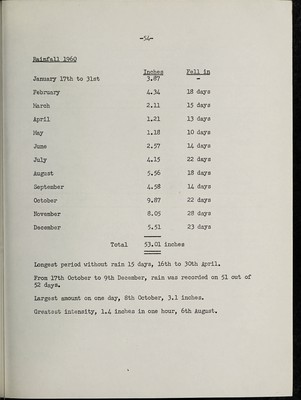 -54-
Rainfall 1960
Inches Fell in
January 17th to 31st 3.87 -
February 4.34 18 days
March 2.11 15 days
April 1.21 13 days
May 1.18 10 days
June 2.57 14 days
July 4.15 22 days
August 5.56 18 days
September 4.58 14 days
October 9.87 22 days
November 8.05 28 days
December 5.51 23 days
Total 53.01 inches
Longest period without rain 15 days, 16th to 30th April.
From 17th October to 9th December, rain was recorded on 51 out of
52 days.
Largest amount on one day, 8th October, 3.1 inches.
Greatest intensity, 1.4 inches in one hour, 6th August.